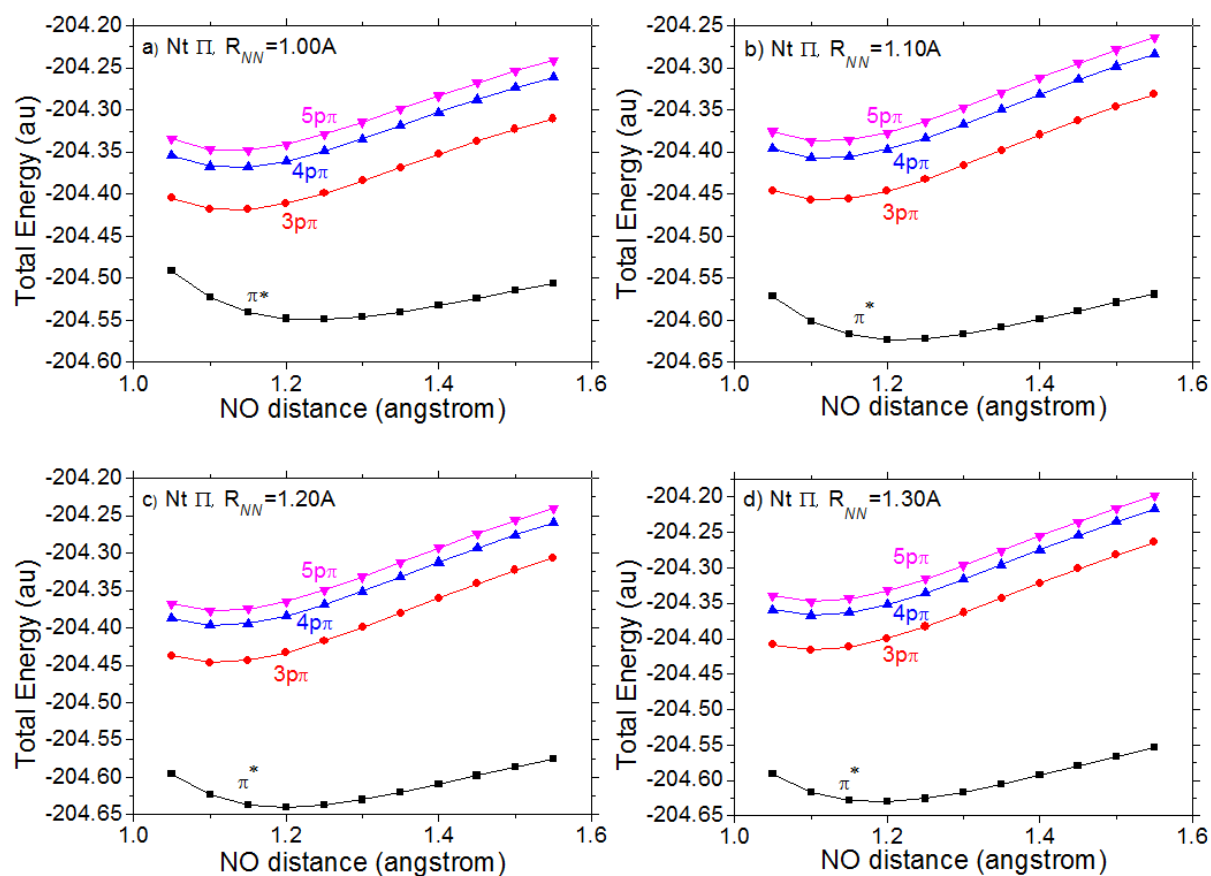 a) Nt Π, R_NN=1.00A
Total Energy (au)
-204.20
-204.25
-204.30
-204.35
-204.40
-204.45
-204.50
-204.55
-204.60
5pπ
4pπ
3pπ
π*
1.0 1.2 1.4 1.6
NO distance (angstrom)
b) Nt Π, R_NN=1.10A
Total Energy (au)
-204.25
-204.30
-204.35
-204.40
-204.45
-204.50
-204.55
-204.60
-204.65
5pπ
4pπ
3pπ
π*
1.0 1.2 1.4 1.6
NO distance (angstrom)
c) Nt Π, R_NN=1.20A
Total Energy (au)
-204.20
-204.25
-204.30
-204.35
-204.40
-204.45
-204.50
-204.55
-204.60
-204.65
5pπ
4pπ
3pπ
π*
1.0 1.2 1.4 1.6
NO distance (angstrom)
d) Nt Π, R_NN=1.30A
Total Energy (au)
-204.20
-204.25
-204.30
-204.35
-204.40
-204.45
-204.50
-204.55
-204.60
-204.65
5pπ
4pπ
3pπ
π*
1.0 1.2 1.4 1.6
NO distance (angstrom)